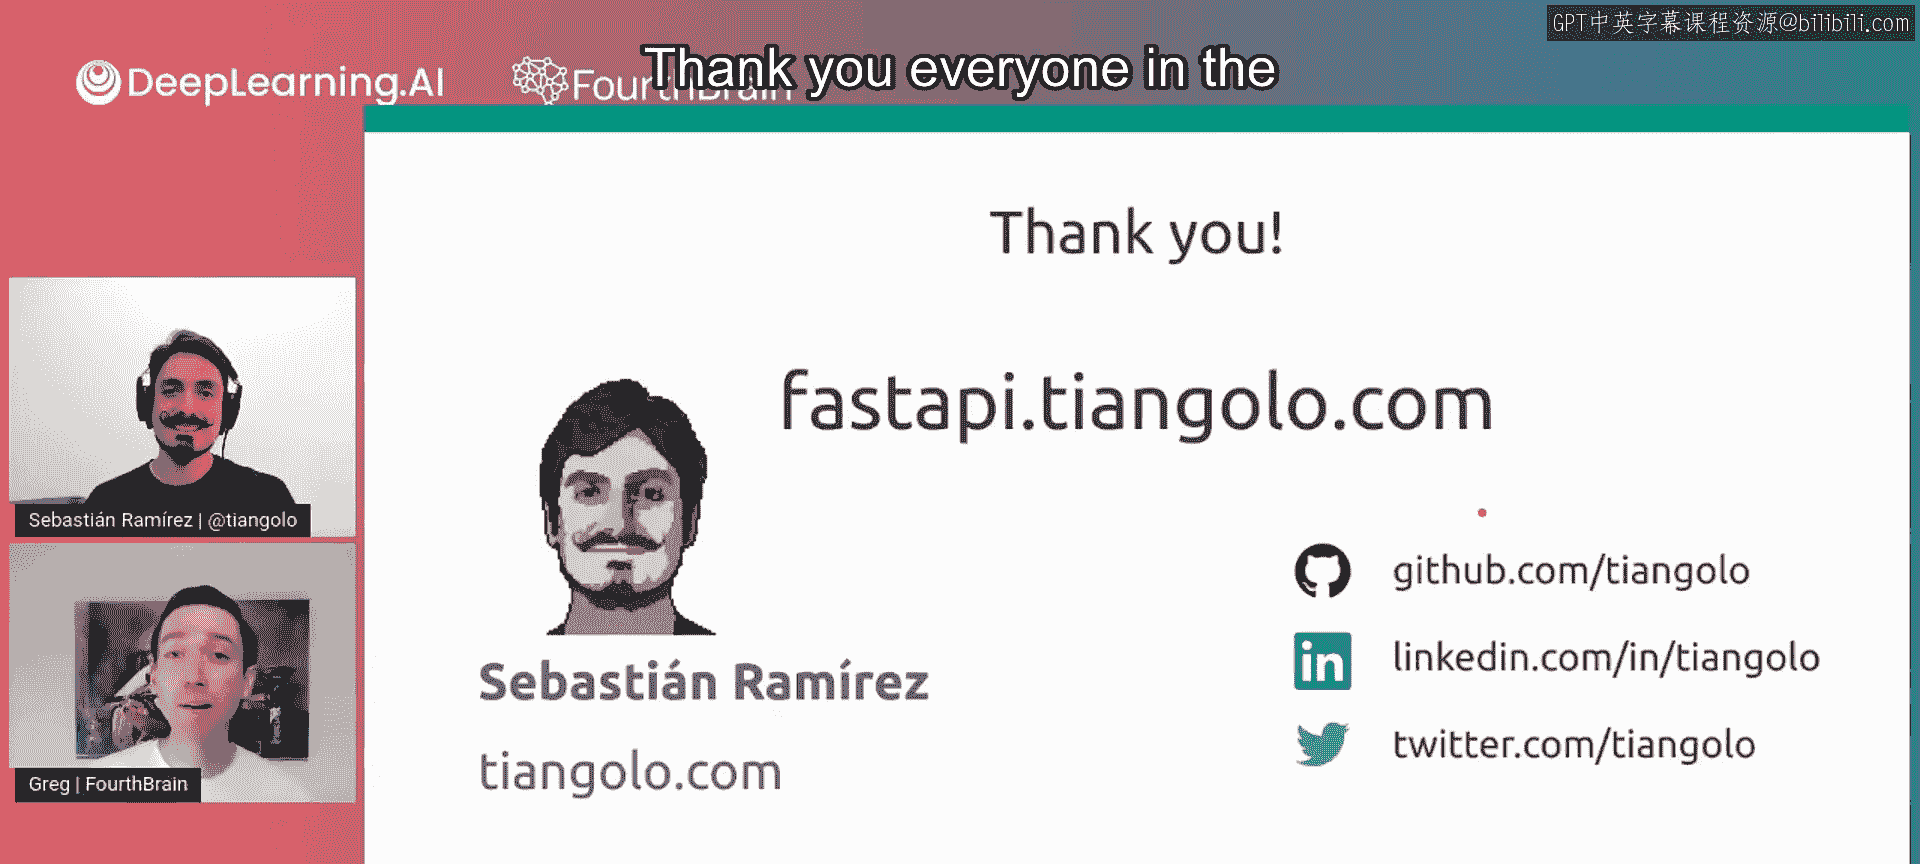 GPT中英字幕课程资源@bilibili.com
DeepLearning.AI
FourthBrain
Thank you everyone in the
Thank you!
fastapi.tiangolo.com
Sebastián Ramírez | @tiangolo
github.com/tiangolo
linkedin.com/in/tiangolo
Sebastián Ramírez
twitter.com/tiangolo
tiangolo.com
Greg | FourthBrain